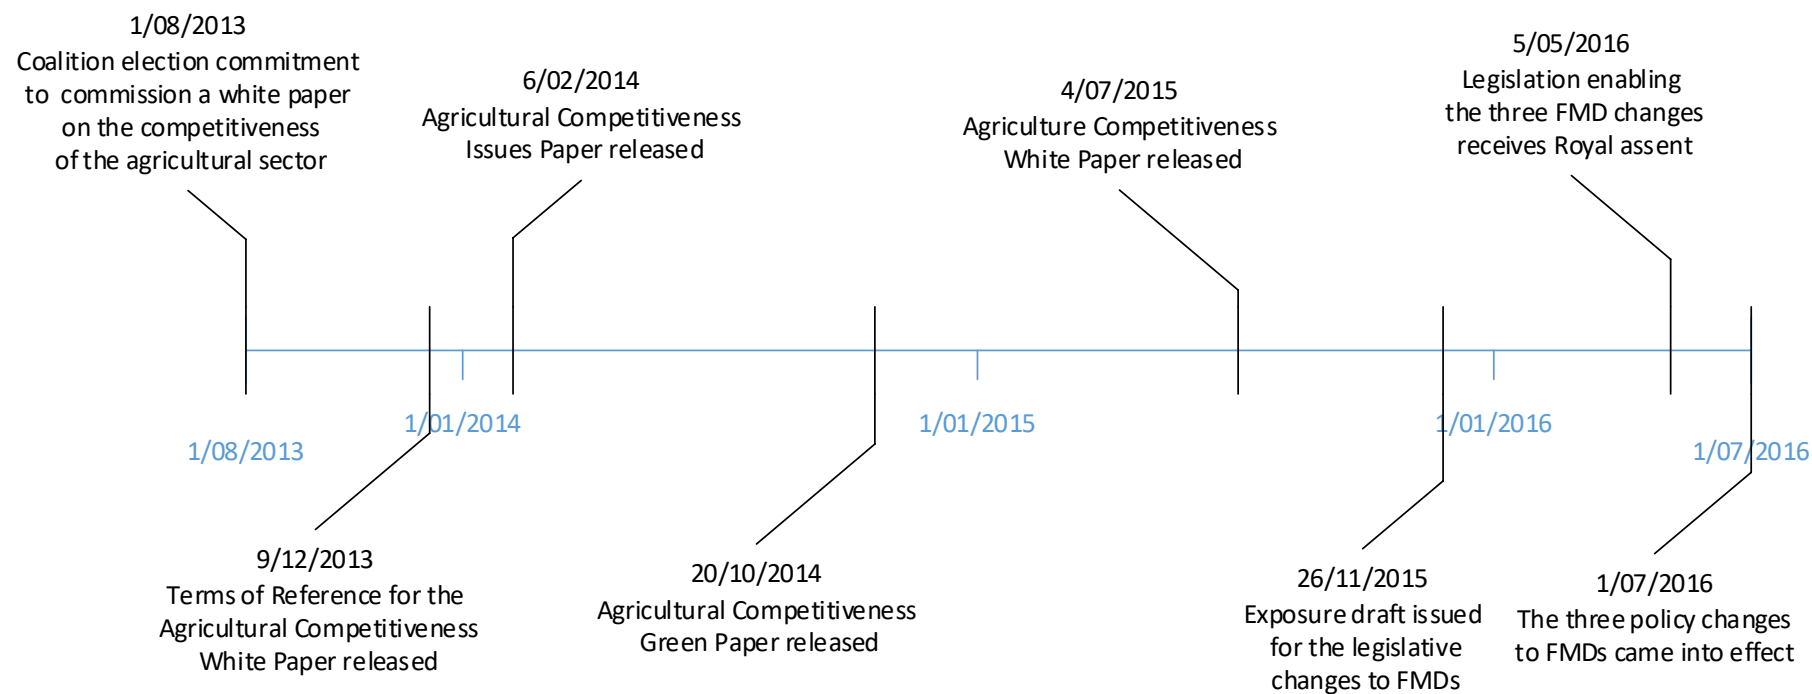 1/08/2013
Coalition election commitment
to commission a white paper
on the competitiveness
of the agricultural sector
6/02/2014
Agricultural Competitiveness
Issues Paper released
4/07/2015
Agriculture Competitiveness
White Paper released
5/05/2016
Legislation enabling
the three FMD changes
receives Royal assent
1/08/2013
1/01/2014
1/01/2015
1/01/2016
1/07/2016
9/12/2013
Terms of Reference for the
Agricultural Competitiveness
White Paper released
20/10/2014
Agricultural Competitiveness
Green Paper released
26/11/2015
Exposure draft issued
for the legislative
changes to FMDs
1/07/2016
The three policy changes
to FMDs came into effect